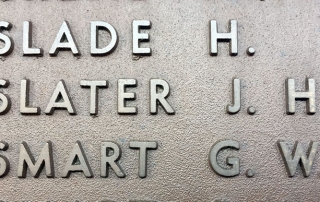 SLADE H.
SLATER J. H
SMART G. W